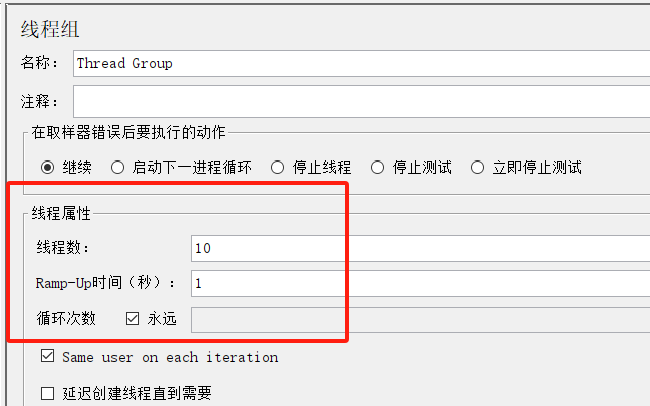 线程组
名称： Thread Group
注释：
在取样器错误后要执行的动作
继续 启动下一进程循环 停止线程 停止测试 立即停止测试
线程属性
线程数： 10
Ramp-Up时间（秒）： 1
循环次数 永远
Same user on each iteration
延迟创建线程直到需要